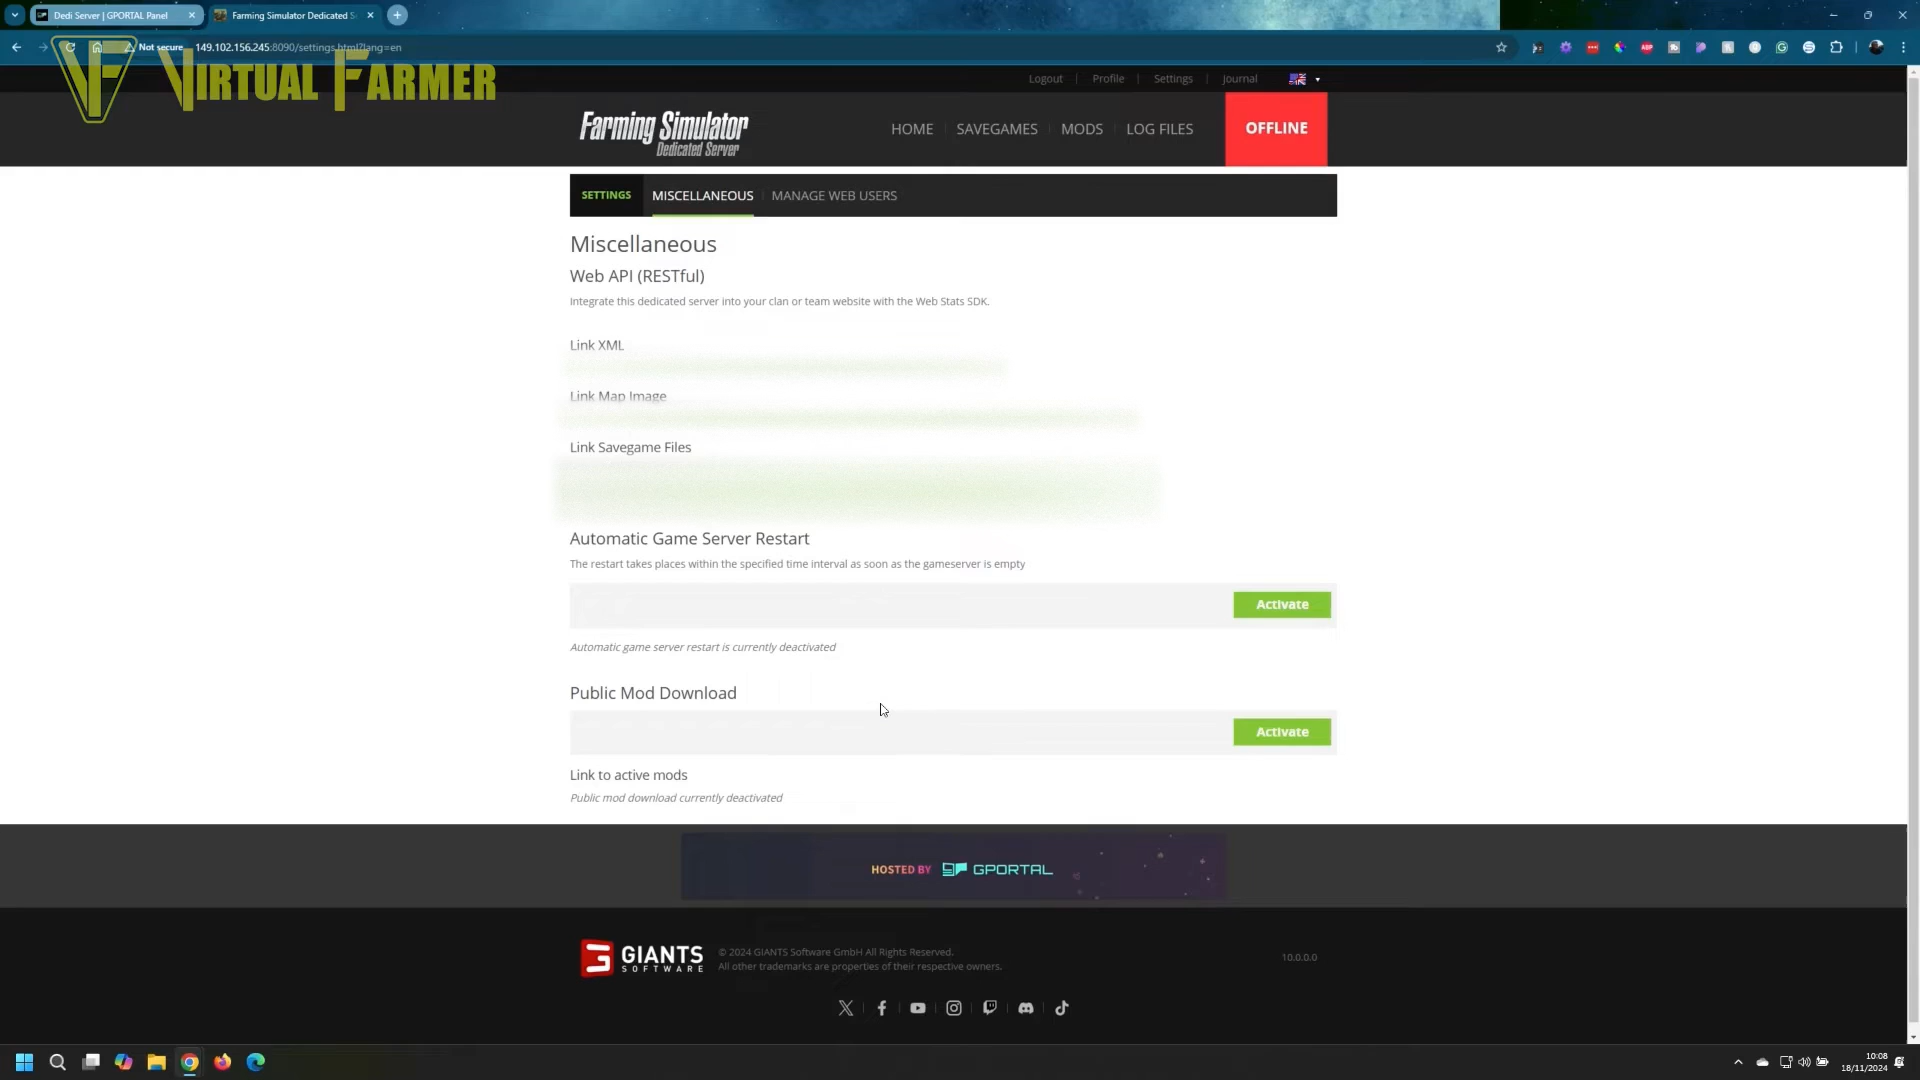 Dedi Server | GPORTAL Panel
Farming Simulator Dedicated S
Not secure
149.102.156.245:8090/settings.html?lang=en
VIRTUAL FARMER
Logout
Profile
Settings
Journal
Farming Simulator
Dedicated Server
HOME
SAVEGAMES
MODS
LOG FILES
OFFLINE
SETTINGS
MISCELLANEOUS
MANAGE WEB USERS
Miscellaneous
Web API (RESTful)
Integrate this dedicated server into your clan or team website with the Web Stats SDK.
Link XML
Link Map Image
Link Savegame Files
Automatic Game Server Restart
The restart takes places within the specified time interval as soon as the gameserver is empty
Activate
Automatic game server restart is currently deactivated
Public Mod Download
Activate
Link to active mods
Public mod download currently deactivated
HOSTED BY GPORTAL
GIANTS
SOFTWARE
© 2024 GIANTS Software GmbH All Rights Reserved.
All other trademarks are properties of their respective owners.
10.0.0.0
10:08
18/11/2024